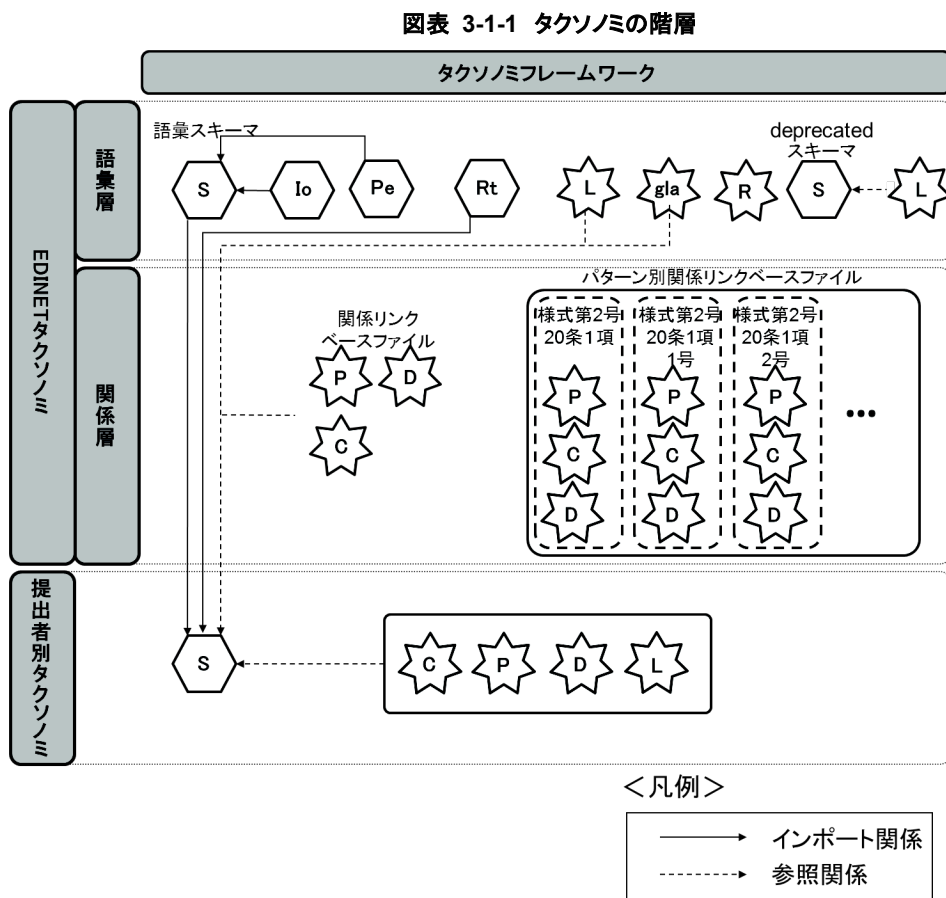 図表 3-1-1 タクソノミの階層
タクソノミフレームワーク
EDINETタクソノミ
語彙層
語彙スキーマ
deprecated
スキーマ
S
Io
Pe
Rt
L
gla
R
S
L
関係層
関係リンク
ベースファイル
P
D
C
パターン別関係リンクベースファイル
様式第2号
20条1項
P
C
D
様式第2号
20条1項
1号
P
C
D
様式第2号
20条1項
2号
P
C
D
•••
提出者別タクソノミ
S
C
P
D
L
＜凡例＞
インポート関係
参照関係